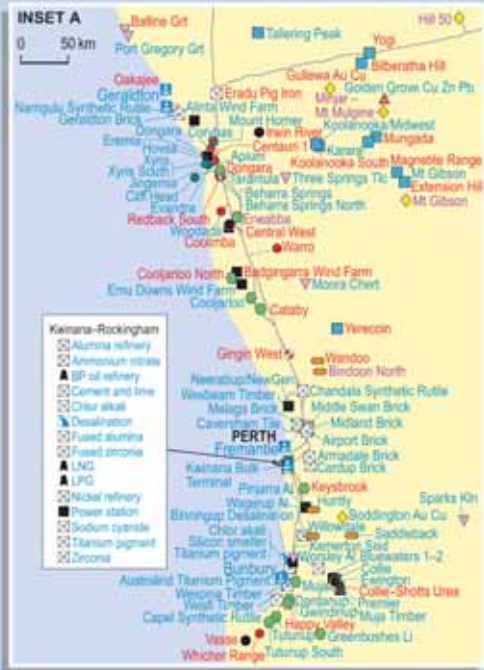 INSET A
0 50 km
Balline Grt
Port Gregory Grt
Tallering Peak
Hill 50
Yogi
Bilberatha Hill
Gullewa Au Cu
Golden Grove Cu Zn Pb
Minjar
Mt Mulgine
Oakajee
Geraldton
Eradu Pig Iron
Narngulu Synthetic Rutile
Alinta Wind Farm
Geraldton Brick
Mount Horner
Dongara
Corybas
Irwin River
Koolanooka/Midwest
Mungada
Eremia
Hovea
Centauri 1
Karara
Xyris
Apium
Koolanooka South
Magnetite Range
Xyris South
Dongara
Mt Gibson
Jingemia
Tarantula
Three Springs Tlc
Extension Hill
Cliff Head
Beharra Springs
Mt Gibson
Evandra
Beharra Springs North
Redback South
Erwabba
Woodada
Central West
Coolimba
Warro
Cooljarloo North
Badgingarra Wind Farm
Emu Downs Wind Farm
Moora Chert
Cooljarloo
Cataby
Yerecoin
Gingin West
Wandoo
Bindoon North
Neerabup/NewGen
Chandala Synthetic Rutile
Wesbeam Timber
Malaga Brick
Middle Swan Brick
Caversham Tile
Midland Brick
PERTH
Airport Brick
Fremantle
Armadale Brick
Kwinana Bulk
Terminal
Cardup Brick
Pinjarra Al
Keysbrook
Wagerup Al
Huntly
Sparks Kln
Binningup Desalination
Boddington Au Cu
Chlor alkali
Willowdale
Saddleback
Silicon smelter
Kemerton Sisd
Titanium pigment
Worsley Al
Bluewaters 1–2
Bunbury
Collie
Australind Titanium Pigment
Ewington
Muja
Collie–Shotts Urea
Wespine Timber
Dardanup
Premier
Wesfi Timber
Gwindinup
Muja Timber
Capel Synthetic Rutile
Happy Valley
Vasse
Tutunup
Greenbushes Li
Whicher Range
Tutunup South
Kwinana–Rockingham
Alumina refinery
Ammonium nitrate
BP oil refinery
Cement and lime
Chlor alkali
Desalination
Fused alumina
Fused zirconia
LNG
LPG
Nickel refinery
Power station
Sodium cyanide
Titanium pigment
Zirconia